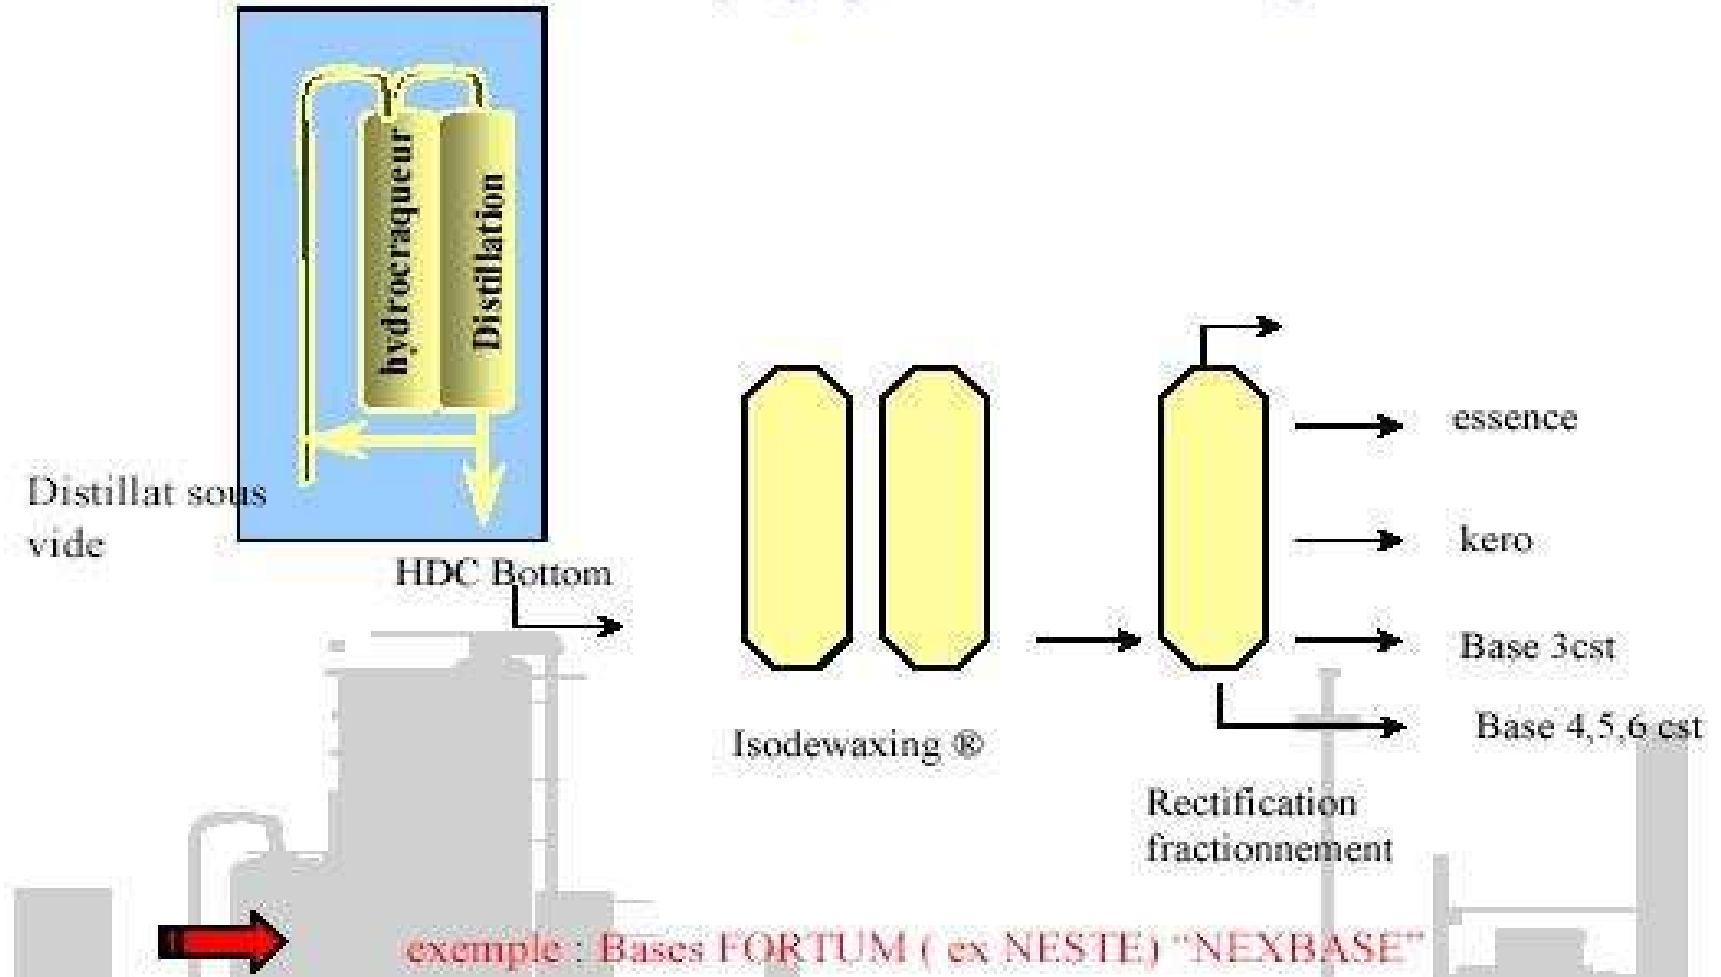 hydrocraqueur
Distillation
Distillat sous
vide
HDC Bottom
essence
kero
Base 3cst
Base 4,5,6 cst
Isodewaxing ®
Rectification
fractionnement
exemple : Bases FORTUM ( ex NESTE) “NEXBASE”